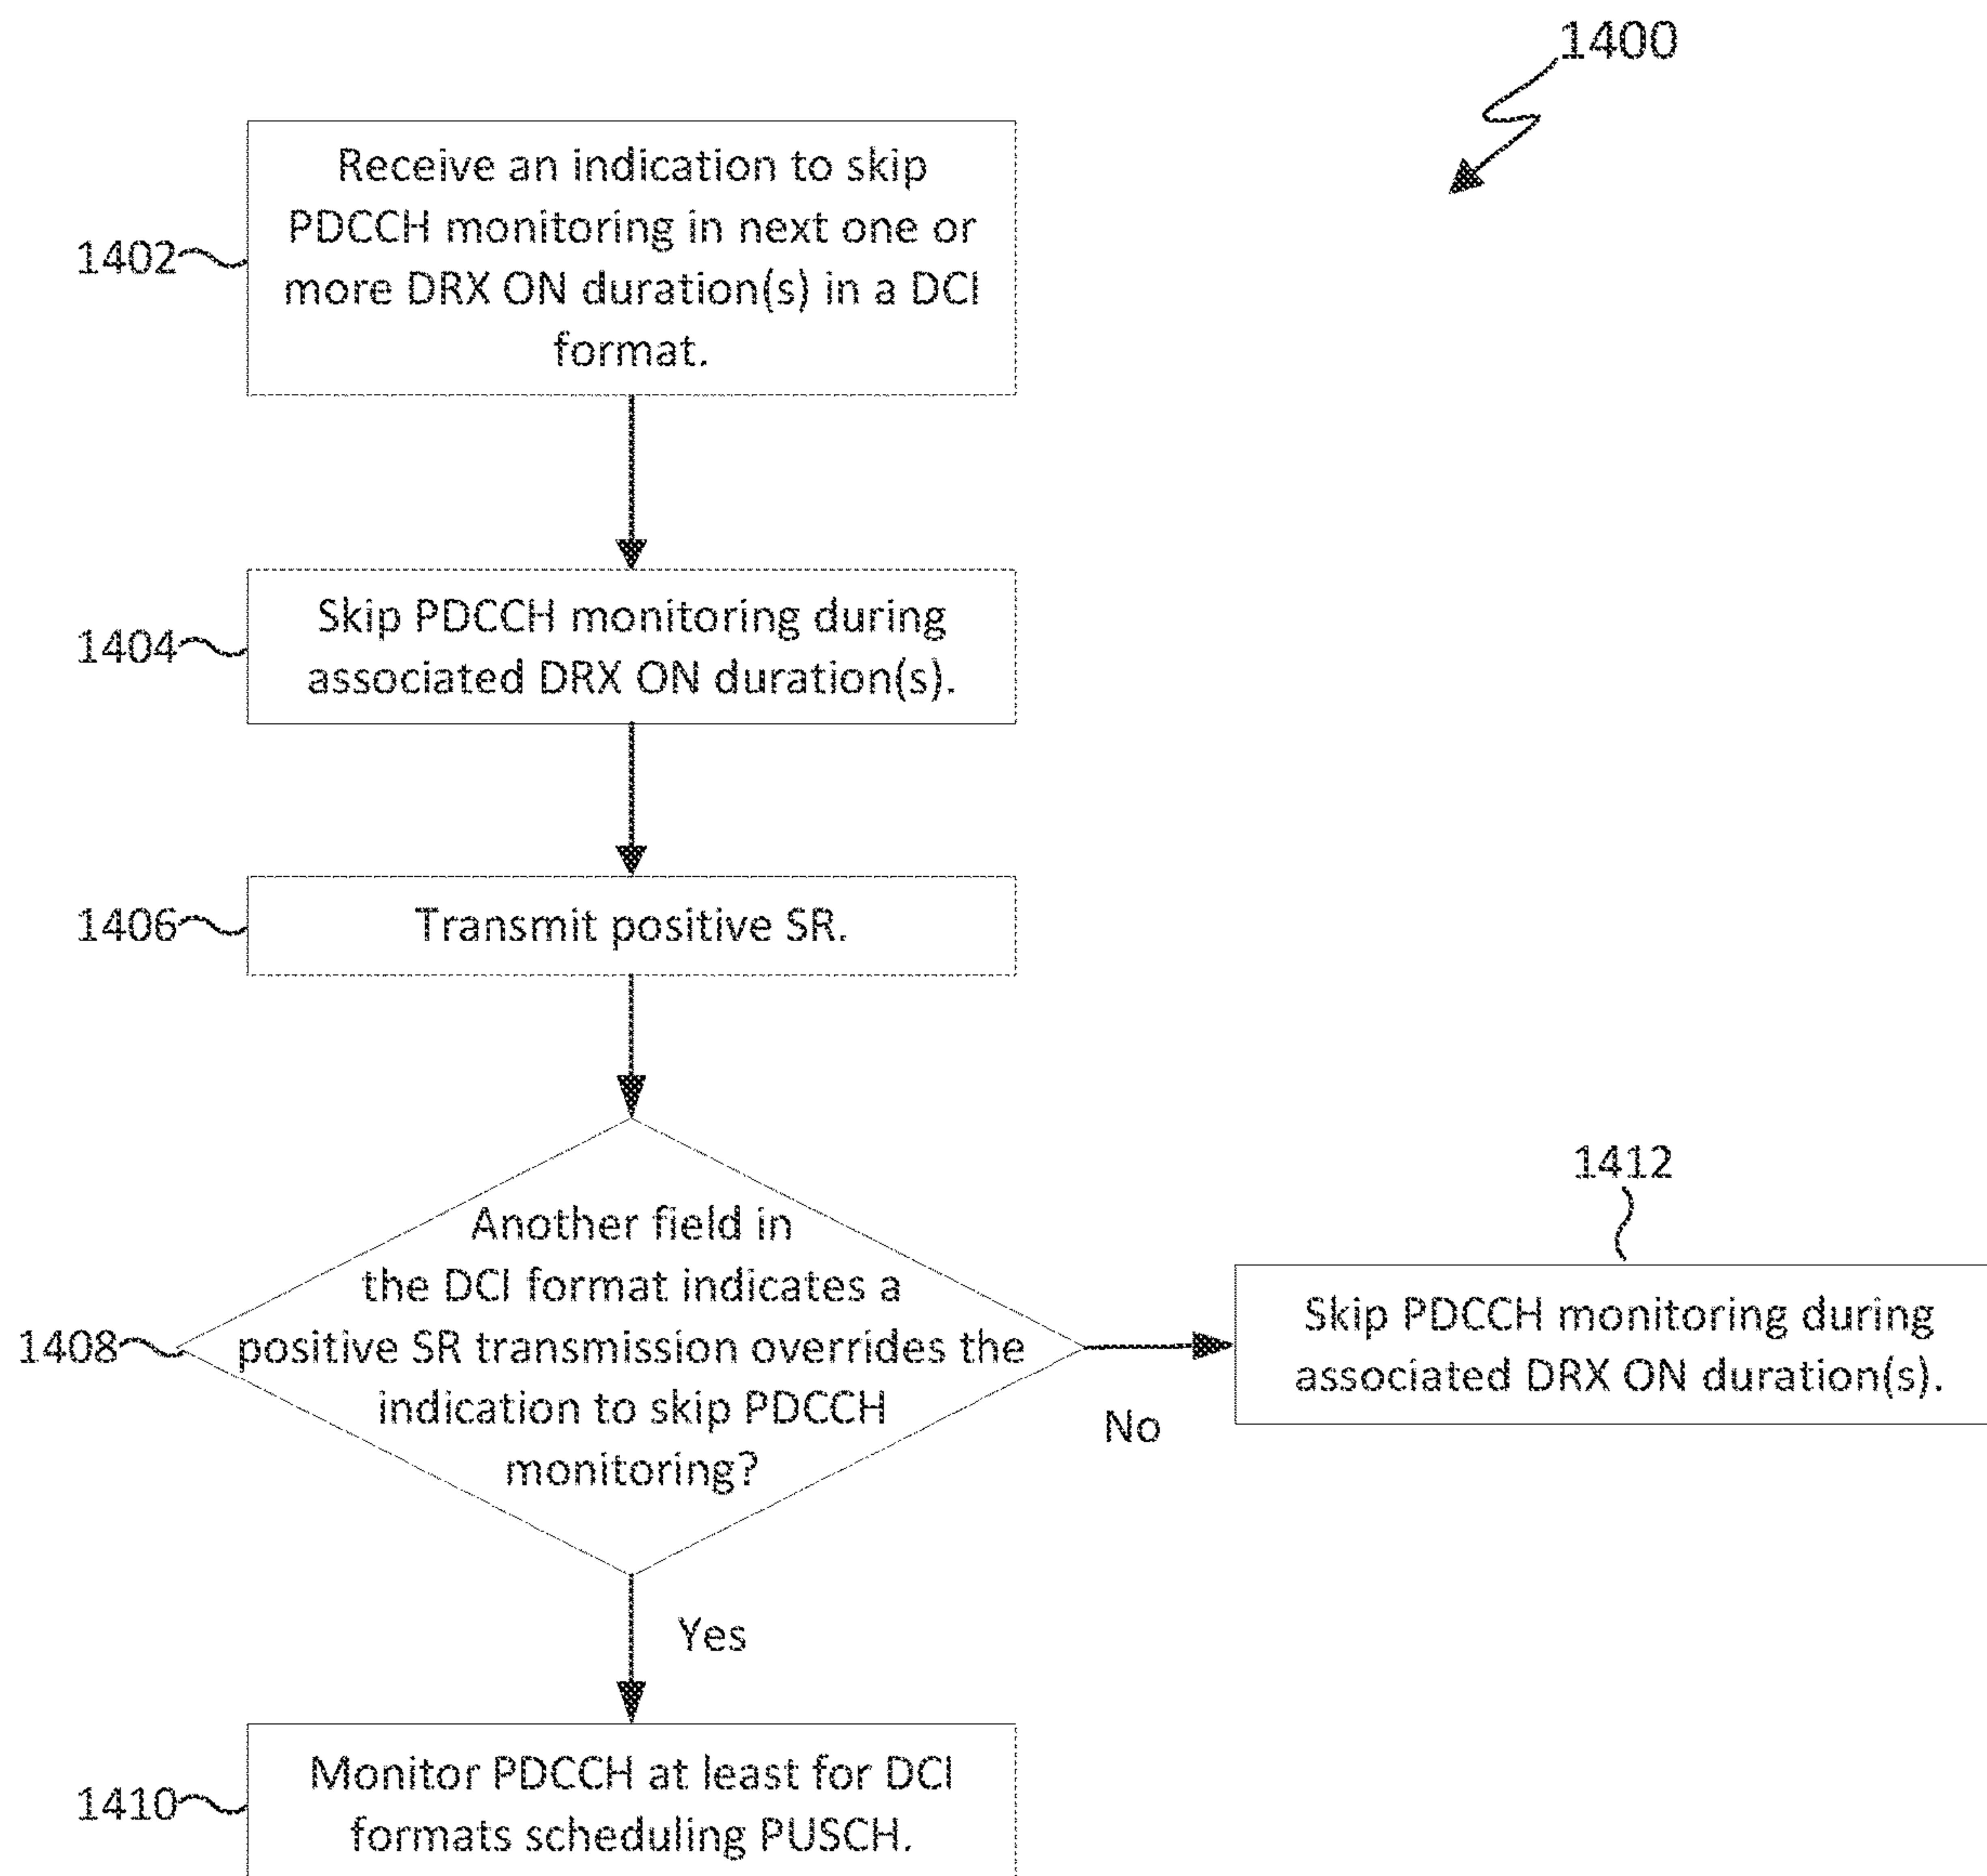 1400
Receive an indication to skip
PDCCH monitoring in next one or
more DRX ON duration(s) in a DCI
format.
1402
Skip PDCCH monitoring during
associated DRX ON duration(s).
1404
Transmit positive SR.
1406
Another field in
the DCI format indicates a
positive SR transmission overrides the
indication to skip PDCCH
monitoring?
1408
No
1412
Skip PDCCH monitoring during
associated DRX ON duration(s).
Yes
Monitor PDCCH at least for DCI
formats scheduling PUSCH.
1410